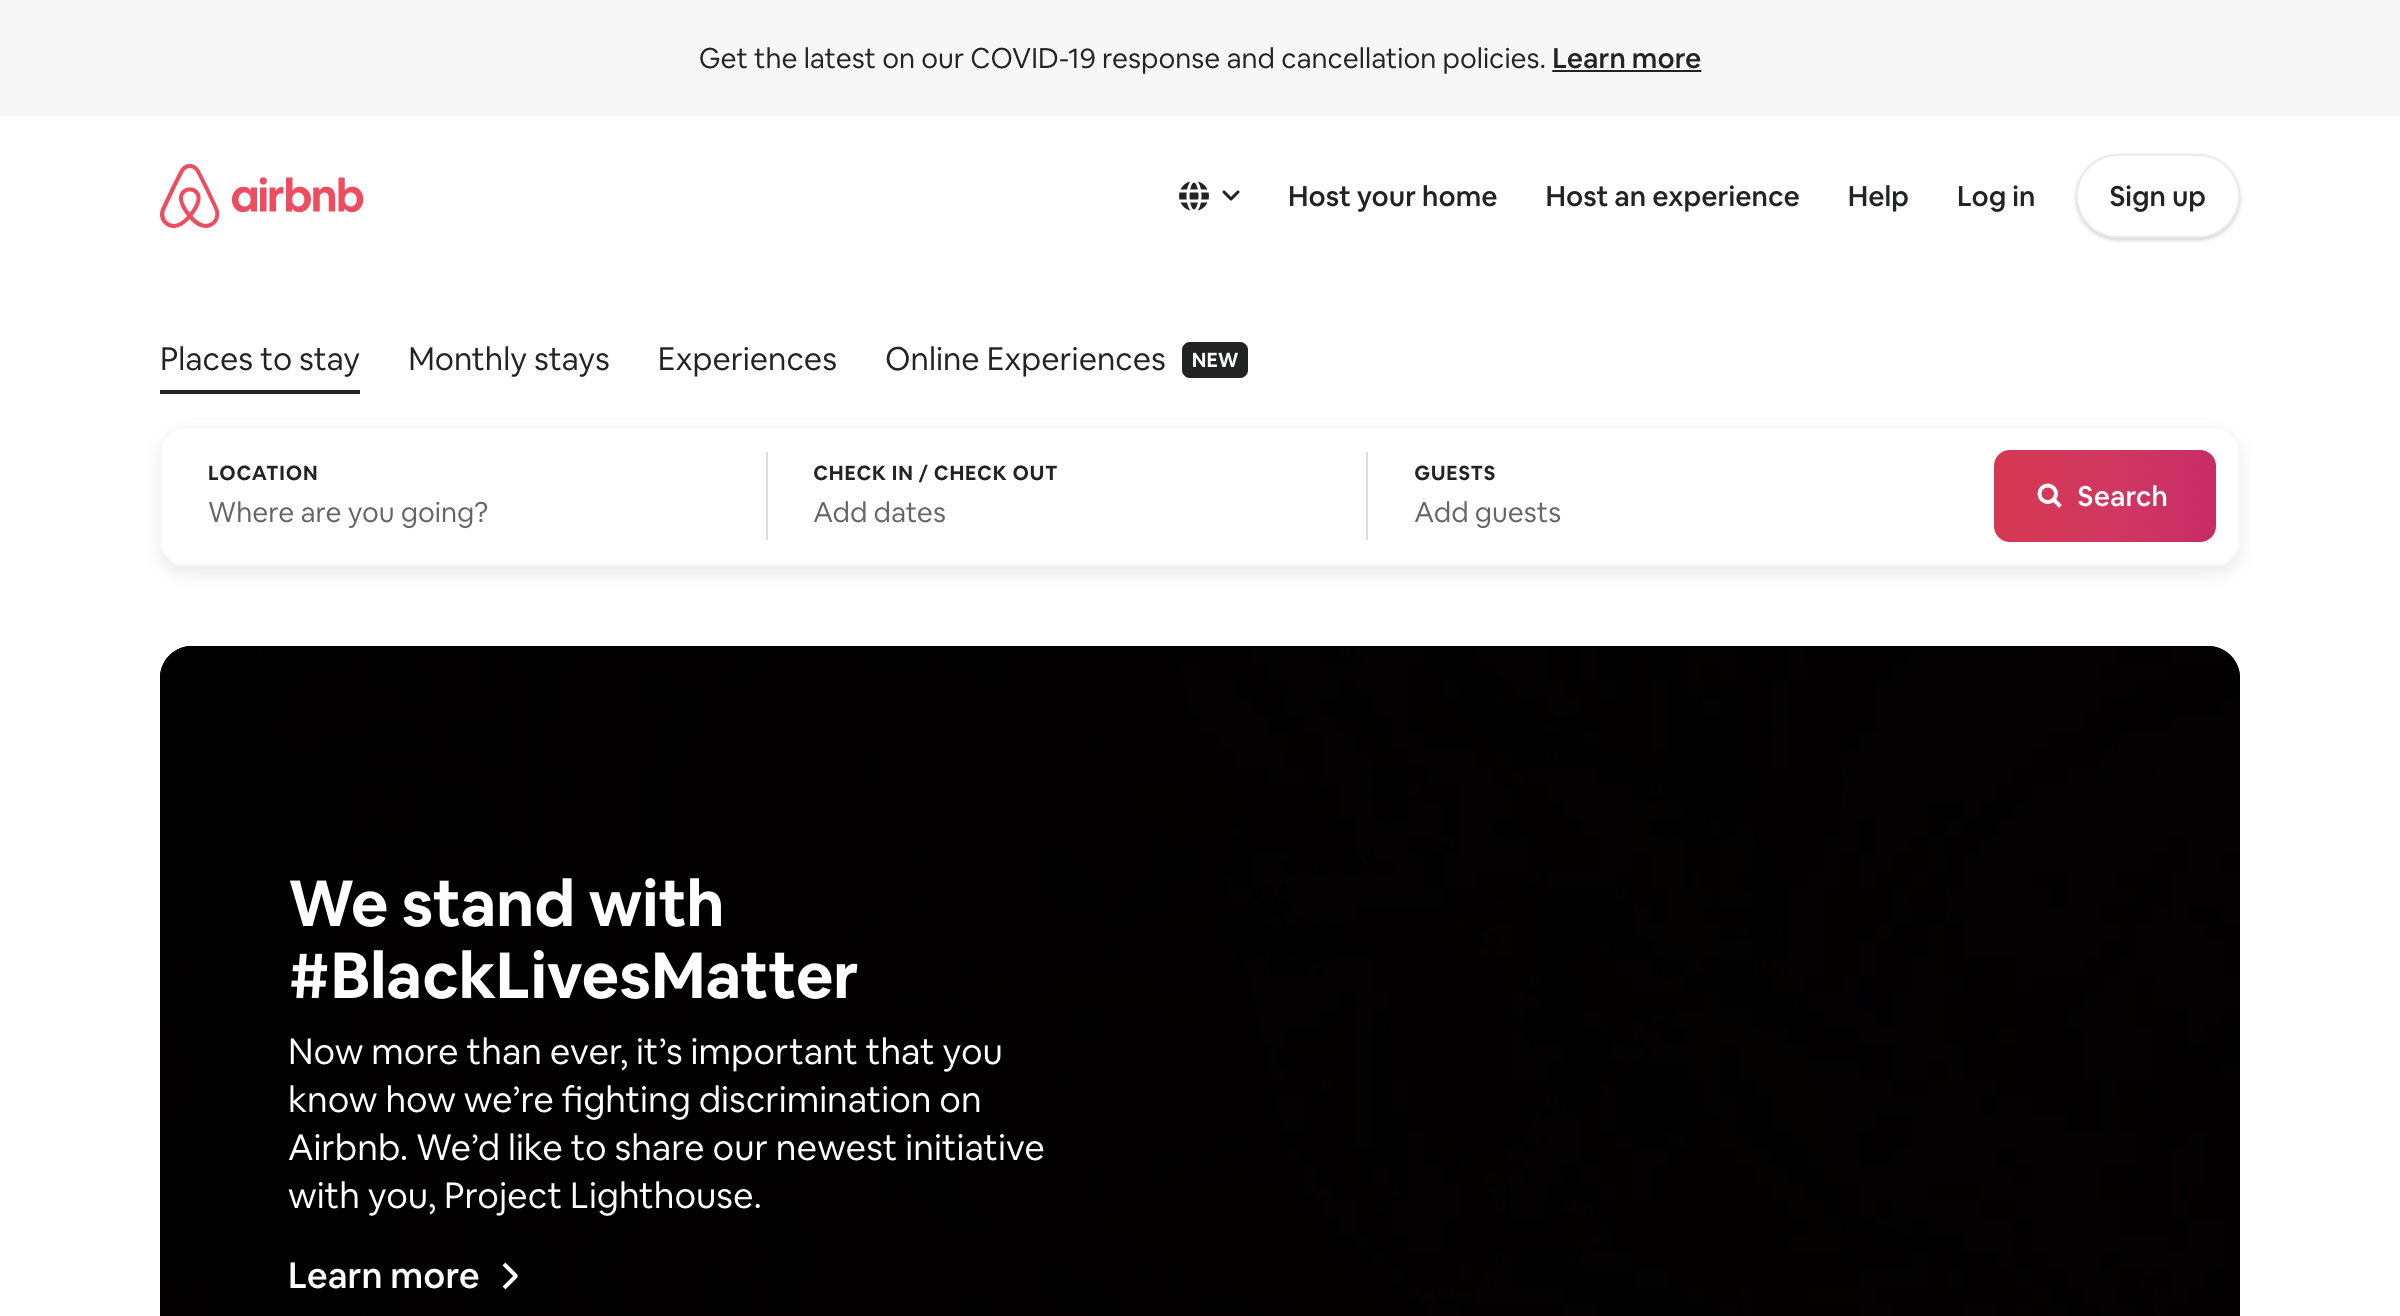 Get the latest on our COVID-19 response and cancellation policies. Learn more
airbnb
Host your home
Host an experience
Help
Log in
Sign up
Places to stay
Monthly stays
Experiences
Online Experiences NEW
LOCATION
Where are you going?
CHECK IN / CHECK OUT
Add dates
GUESTS
Add guests
Search
We stand with
#BlackLivesMatter
Now more than ever, it’s important that you
know how we’re fighting discrimination on
Airbnb. We’d like to share our newest initiative
with you, Project Lighthouse.
Learn more